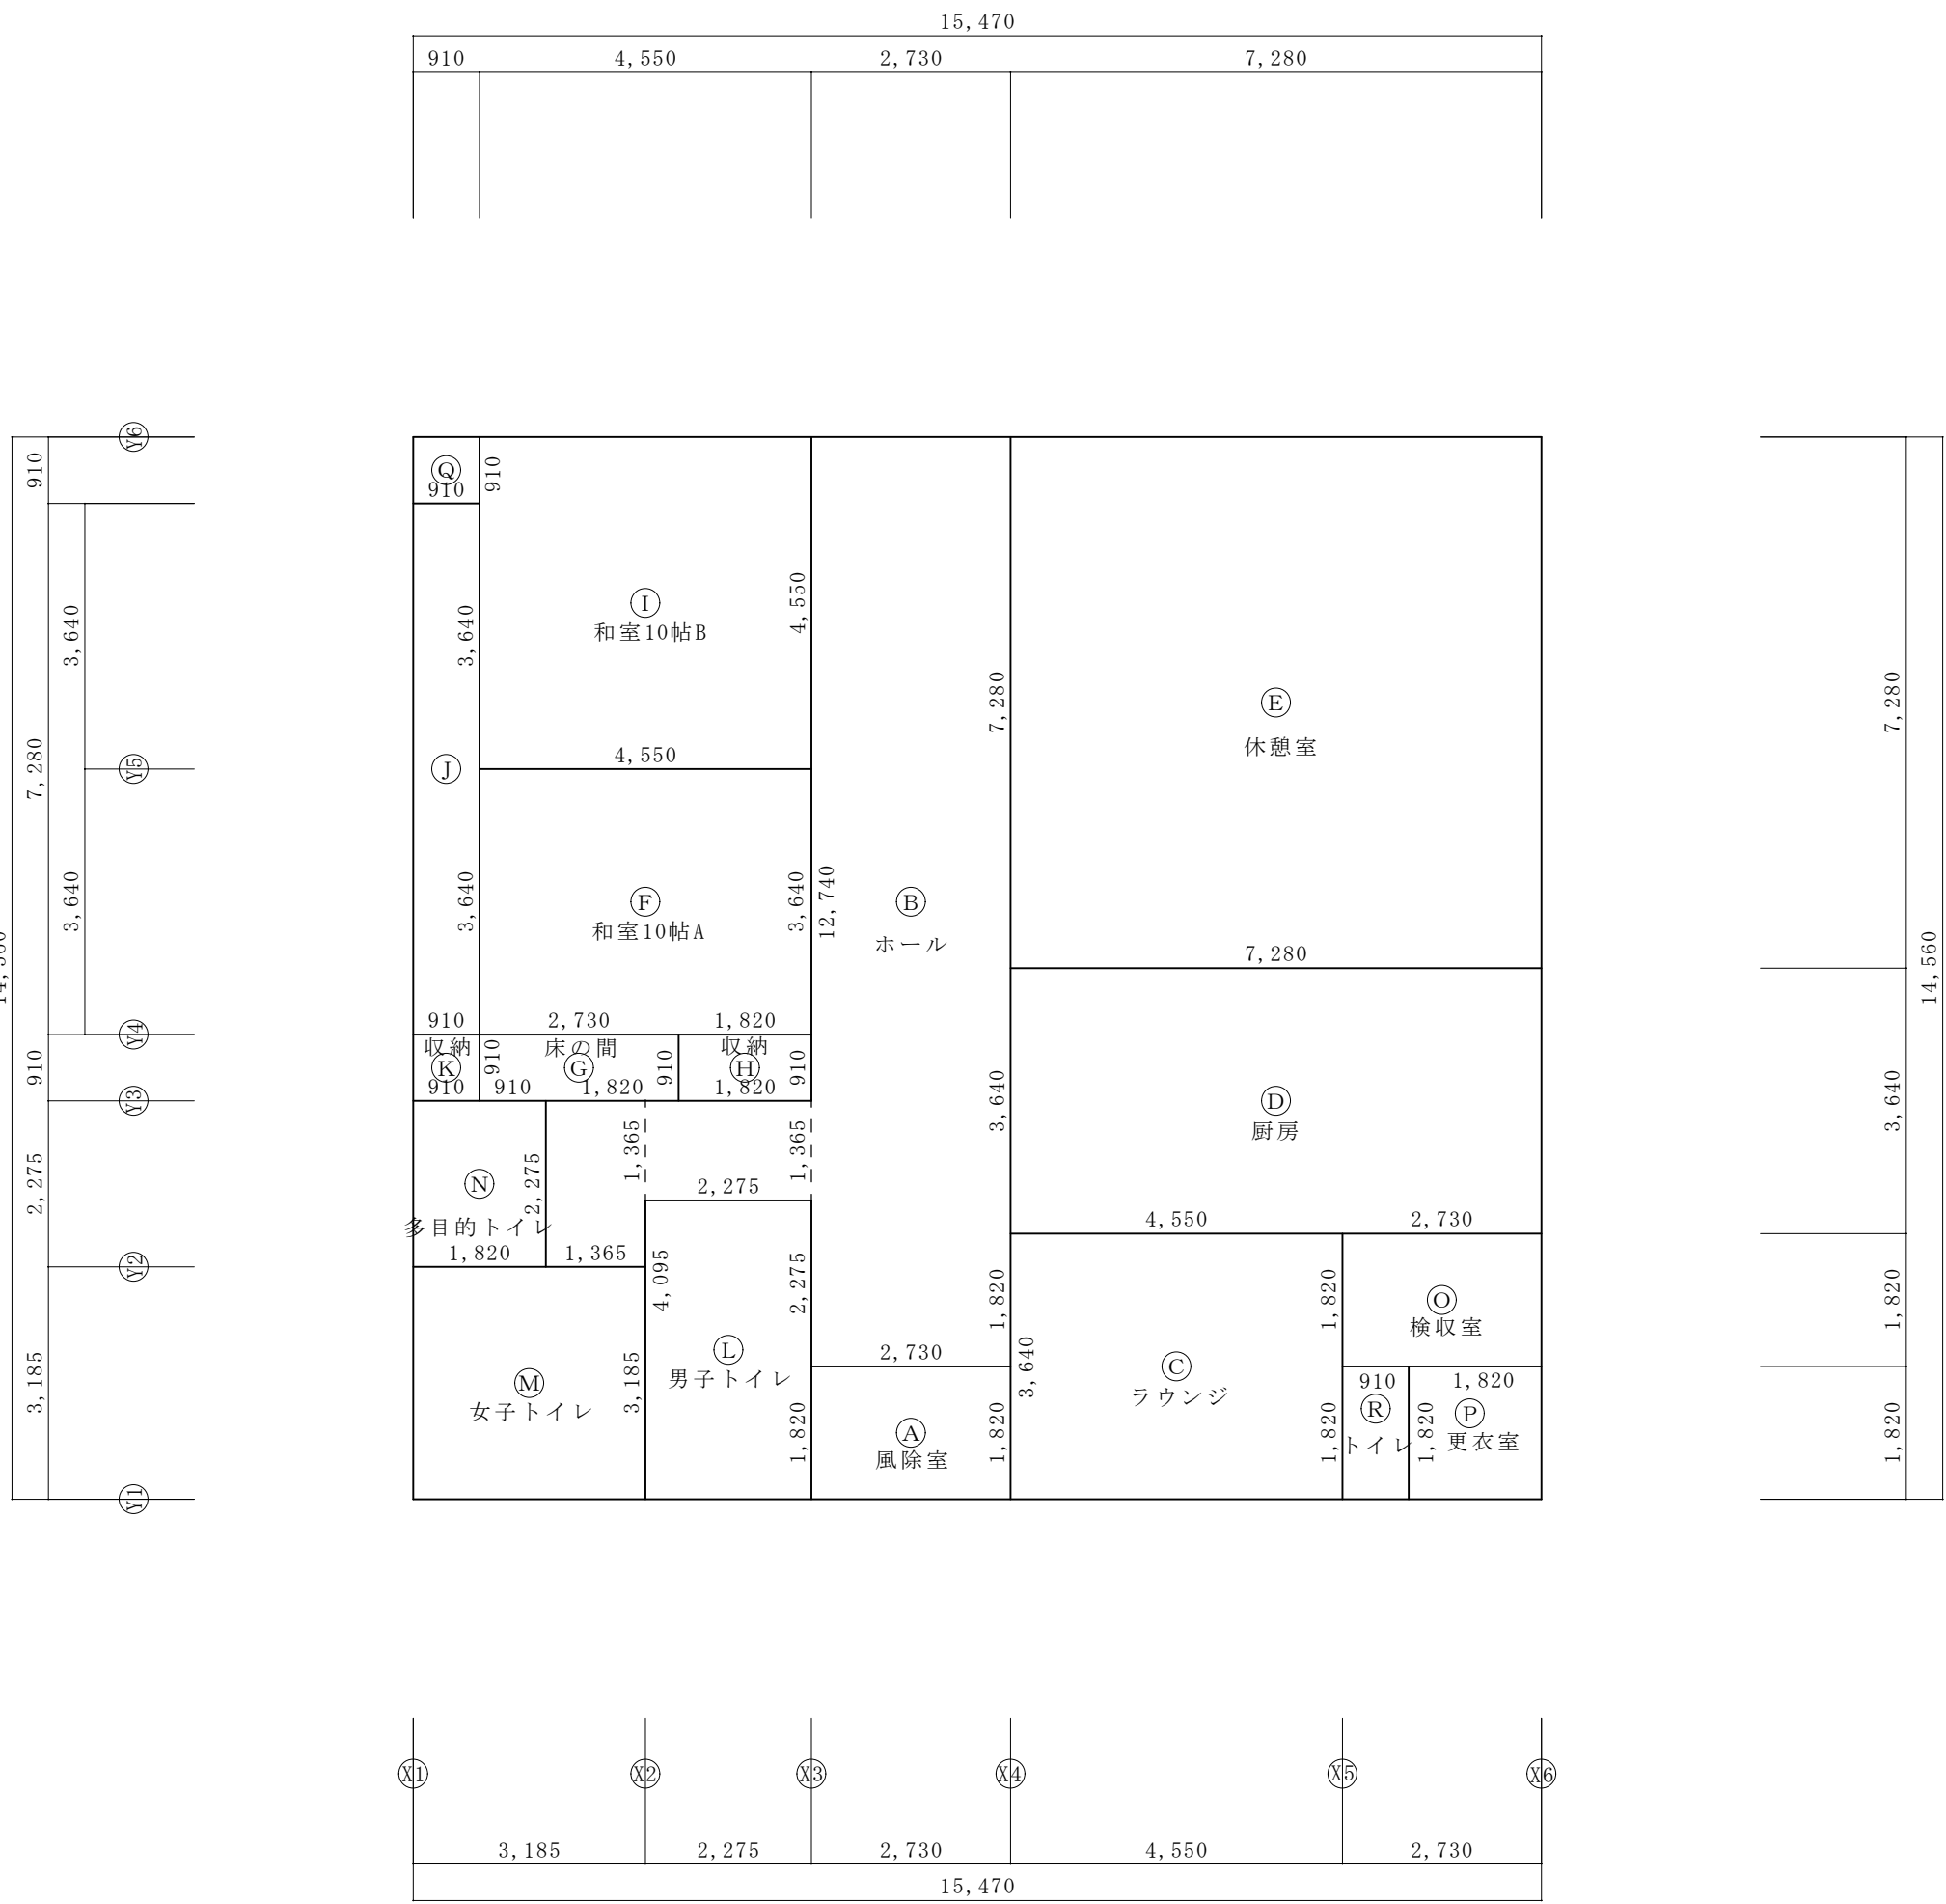 15,470
910 4,550 2,730 7,280
Y6
910
Q
910
910
3,640
3,640
I
和室10帖B
4,550
7,280
7,280
7,280
E
休憩室
Y5
J
4,550
3,640
3,640
F
和室10帖A
3,640
12,740
B
ホール
7,280
14,560
Y4
910 2,730 1,820
収納 床の間 収納
910
K
910
G
910
H
910
910 910 1,820 1,820
Y3
3,640
D
厨房
3,640
1,365
1,365
2,275
2,275
N
多目的トイレ
2,275
4,550 2,730
Y2
1,820 1,365
4,095
2,275
1,820
1,820
O
検収室
1,820
3,185
M
女子トイレ
3,185
L
男子トイレ
2,730
3,640
C
ラウンジ
910 1,820
R
トイレ
P
更衣室
1,820
A
風除室
1,820
1,820
1,820
1,820
Y1
X1 X2 X3 X4 X5 X6
3,185 2,275 2,730 4,550 2,730
15,470